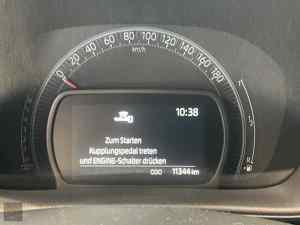 0 20 40 60 80 100 120 140 160 180
km/h
10:38
Zum Starten
Kupplungspedal treten
und ENGINE-Schalter drücken
ODO 11344 km